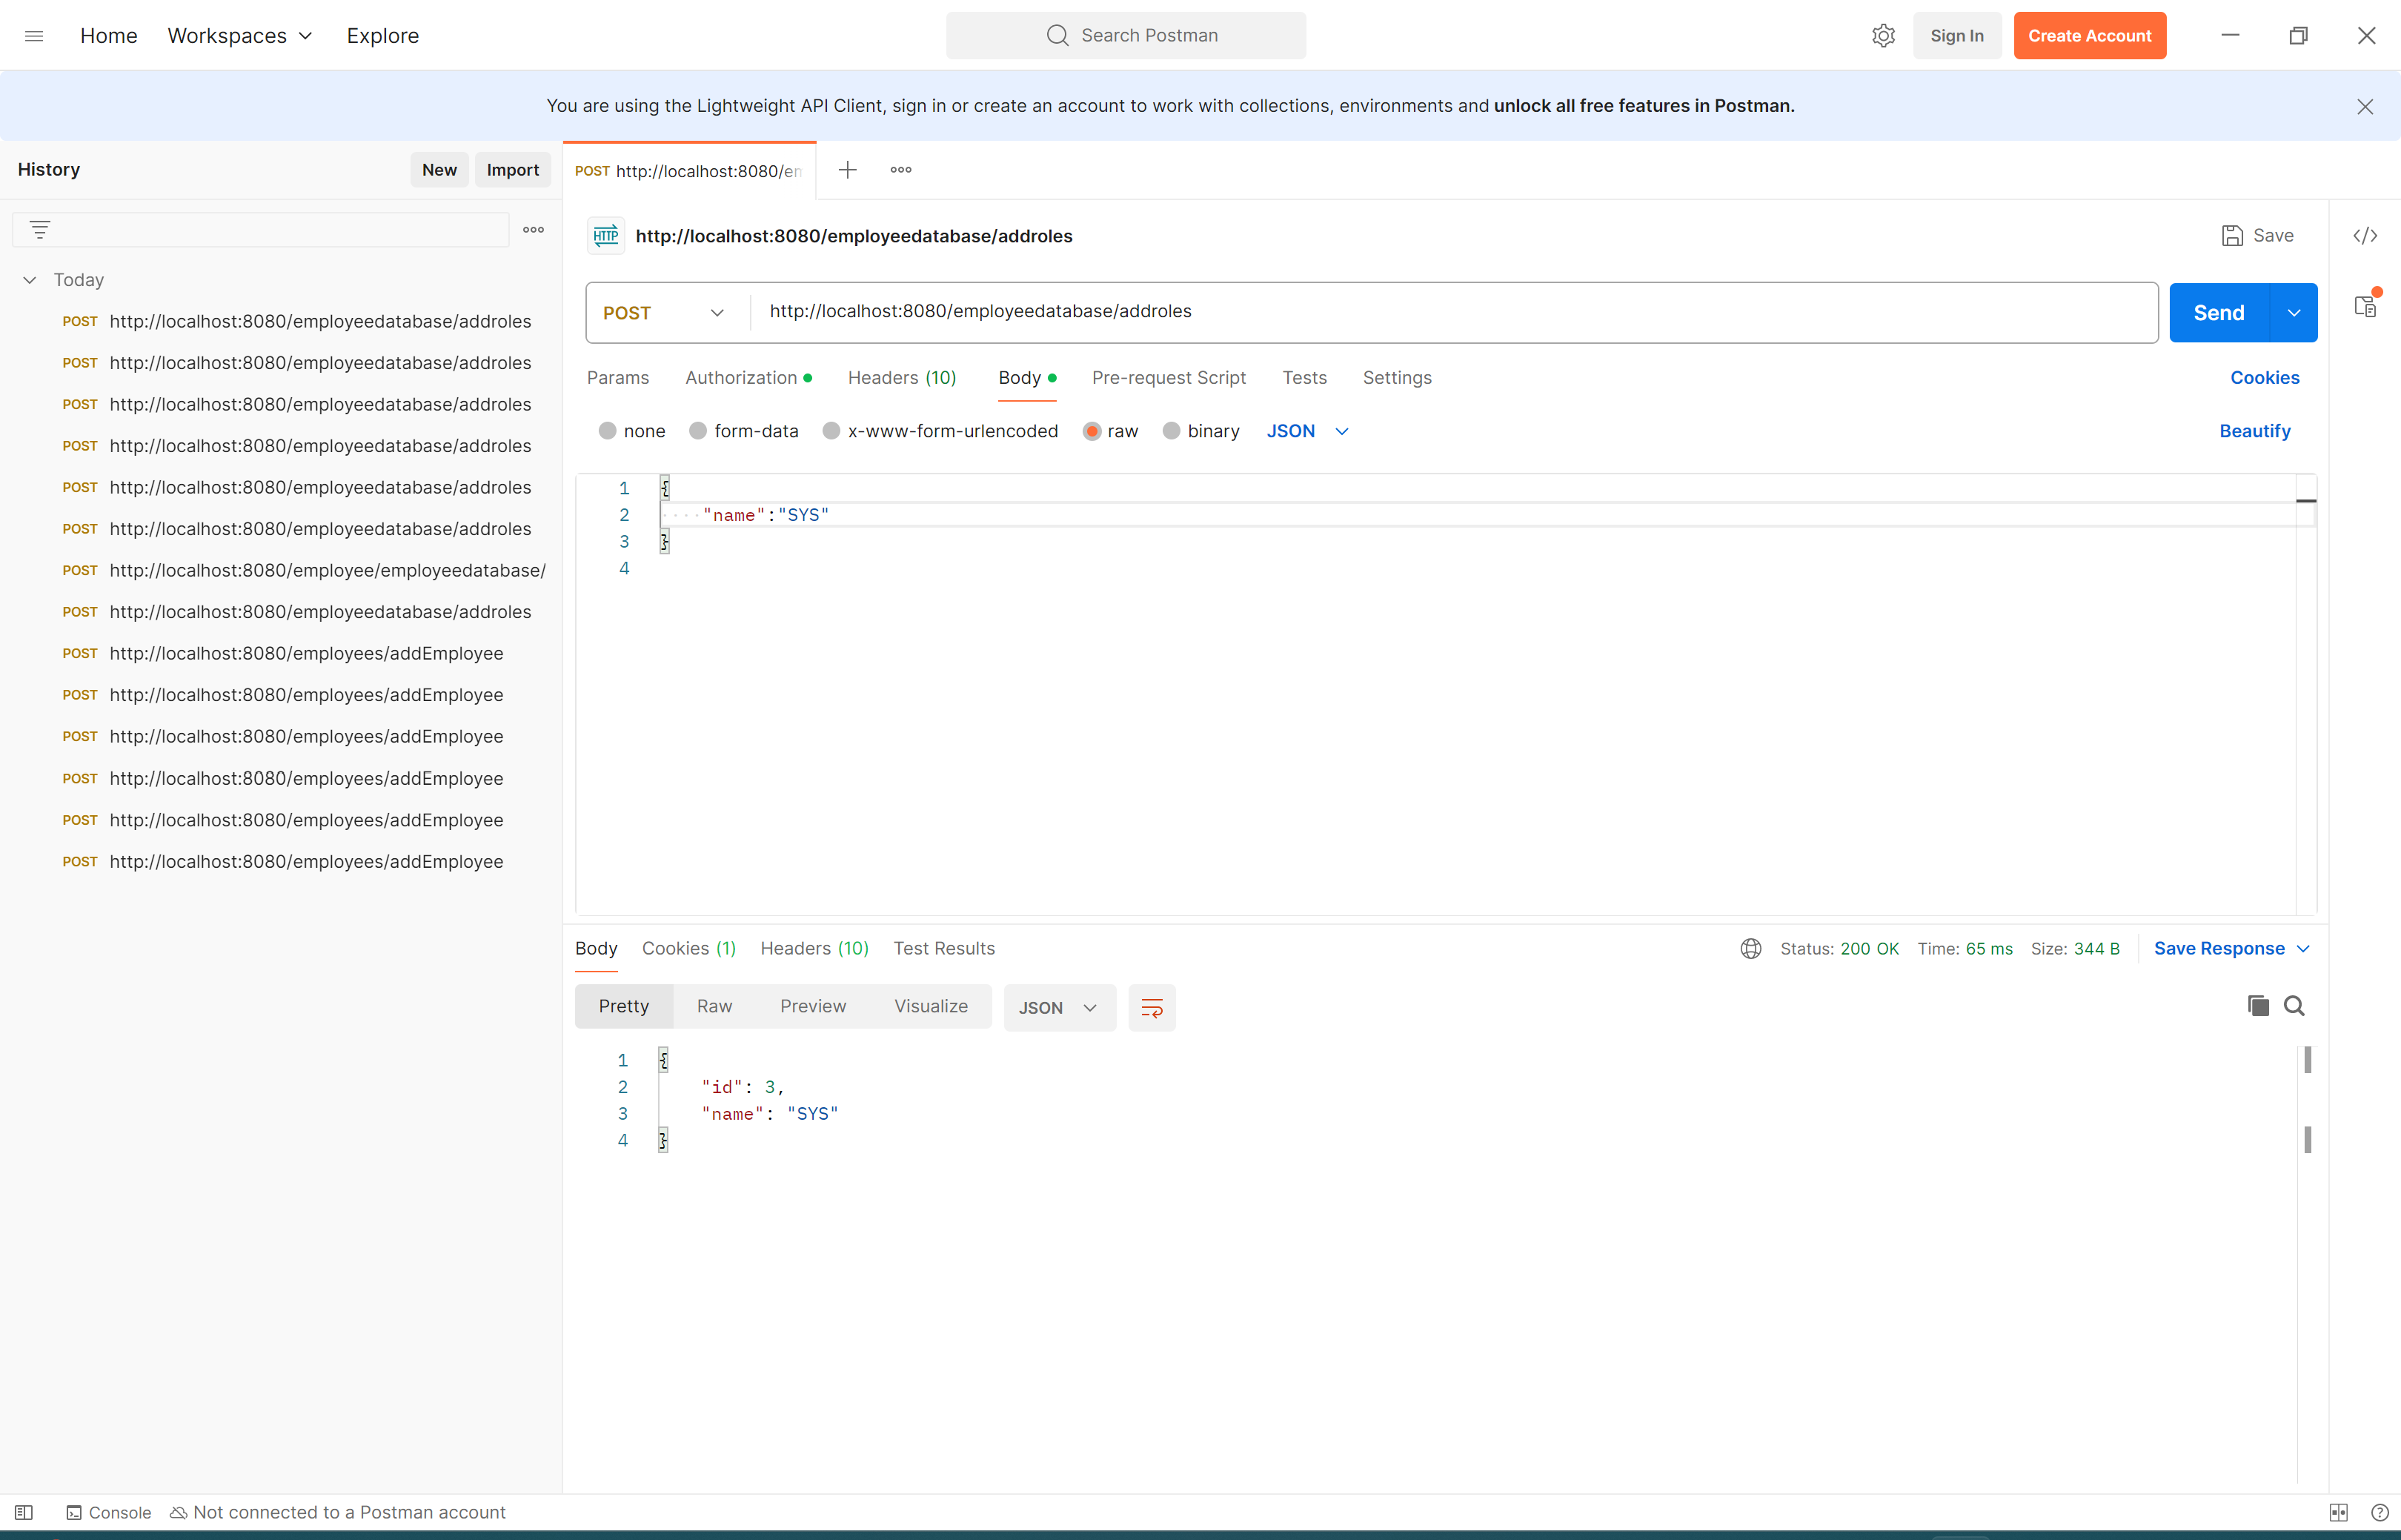 Home Workspaces Explore Search Postman Sign In Create Account
You are using the Lightweight API Client, sign in or create an account to work with collections, environments and unlock all free features in Postman.
History New Import
Today
POST http://localhost:8080/employeedatabase/addroles
POST http://localhost:8080/employeedatabase/addroles
POST http://localhost:8080/employeedatabase/addroles
POST http://localhost:8080/employeedatabase/addroles
POST http://localhost:8080/employeedatabase/addroles
POST http://localhost:8080/employeedatabase/addroles
POST http://localhost:8080/employee/employeedatabase/
POST http://localhost:8080/employeedatabase/addroles
POST http://localhost:8080/employees/addEmployee
POST http://localhost:8080/employees/addEmployee
POST http://localhost:8080/employees/addEmployee
POST http://localhost:8080/employees/addEmployee
POST http://localhost:8080/employees/addEmployee
POST http://localhost:8080/employees/addEmployee
POST http://localhost:8080/en
HTTP http://localhost:8080/employeedatabase/addroles Save </>
POST http://localhost:8080/employeedatabase/addroles Send
Params Authorization Headers (10) Body Pre-request Script Tests Settings Cookies
none form-data x-www-form-urlencoded raw binary JSON Beautify
1 {
2 "name":"SYS"
3 }
4
Body Cookies (1) Headers (10) Test Results Status: 200 OK Time: 65 ms Size: 344 B Save Response
Pretty Raw Preview Visualize JSON
1 {
2 "id": 3,
3 "name": "SYS"
4 }
Console Not connected to a Postman account